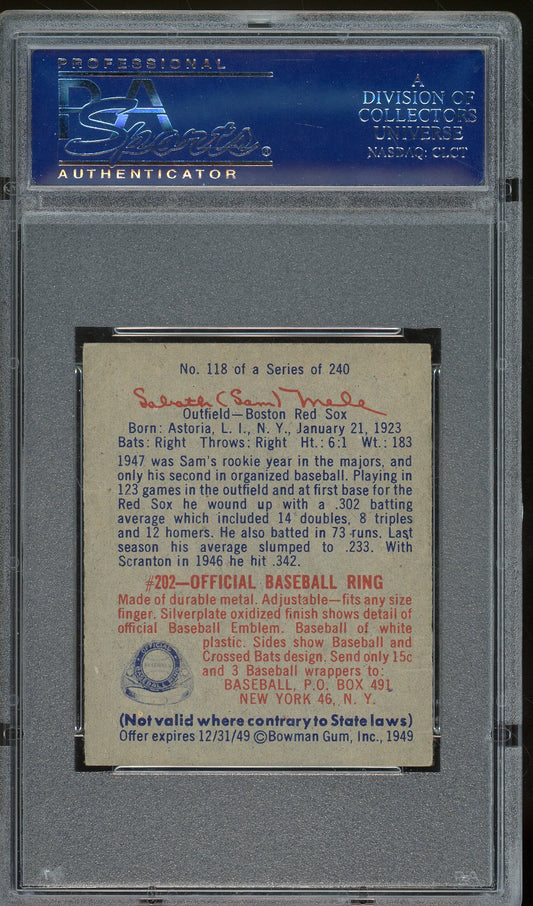 PROFESSIONAL
PSA
Sports®
AUTHENTICATOR
A
DIVISION OF
COLLECTORS
UNIVERSE
NASDAQ: CLCT
No. 118 of a Series of 240
Sabath (Sam) Mele
Outfield—Boston Red Sox
Born: Astoria, L. I., N. Y., January 21, 1923
Bats: Right Throws: Right Ht.: 6:1 Wt.: 183
1947 was Sam's rookie year in the majors, and
only his second in organized baseball. Playing in
123 games in the outfield and at first base for the
Red Sox he wound up with a .302 batting
average which included 14 doubles, 8 triples
and 12 homers. He also batted in 73 runs. Last
season his average slumped to .233. With
Scranton in 1946 he hit .342.
#202—OFFICIAL BASEBALL RING
Made of durable metal. Adjustable—fits any size
finger. Silverplate oxidized finish shows detail of
official Baseball Emblem. Baseball of white
plastic. Sides show Baseball and
Crossed Bats design. Send only 15c
and 3 Baseball wrappers to:
BASEBALL, P.O. BOX 491
NEW YORK 46, N. Y.
OFFICIAL
BASEBALL
BASEBALL RING
(Not valid where contrary to State laws)
Offer expires 12/31/49 ©Bowman Gum, Inc., 1949